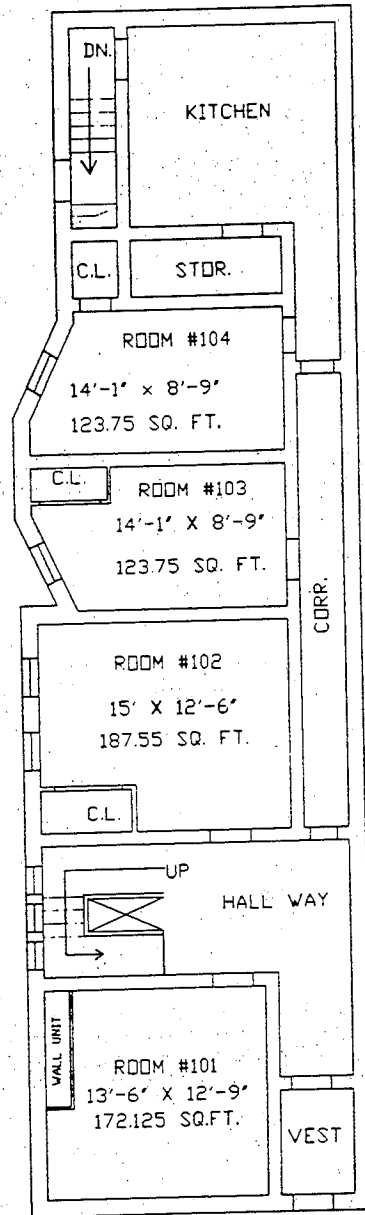 DN.
KITCHEN
C.L.
STOR.
ROOM #104
14'-1" x 8'-9"
123.75 SQ. FT.
C.L.
ROOM #103
14'-1" X 8'-9"
123.75 SQ. FT.
CORR.
ROOM #102
15' X 12'-6"
187.55 SQ. FT.
C.L.
UP
HALL WAY
WALL UNIT
ROOM #101
13'-6" X 12'-9"
172.125 SQ.FT.
VEST